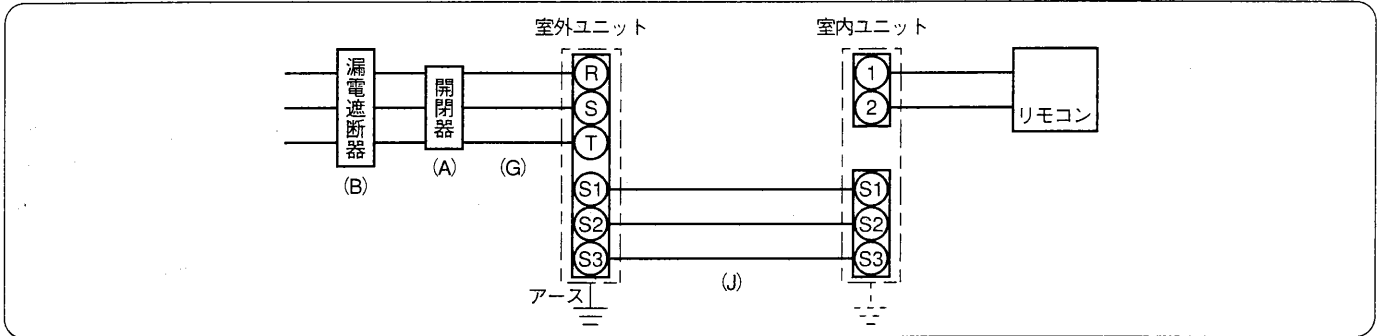 室外ユニット
室内ユニット
漏電遮断器
(B)
開閉器
(A)
(G)
R
S
T
S1
S2
S3
アース
(J)
1
2
S1
S2
S3
リモコン